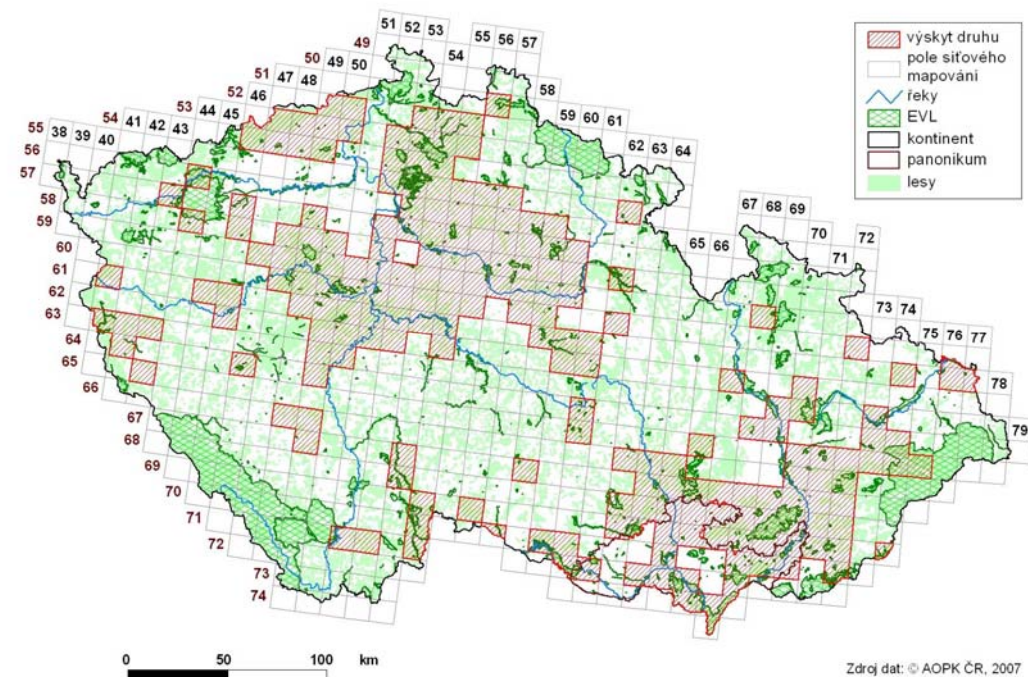 51 52 53
55 56 57
49
54
50 49 50
51 47 48
52 46
58
53 44 45
59 60 61
54 41 42 43
55 38 39 40
62 63 64
56
57
58
59
60
61
62
63
64
65
66
67
68
69
70
71
72
73
74
67 68 69
65 66
70
71 72
73 74
75 76 77
78
79
výskyt druhu
pole síťového
mapování
řeky
EVL
kontinent
panonikum
lesy
0 50 100 km
Zdroj dat: © AOPK ČR, 2007